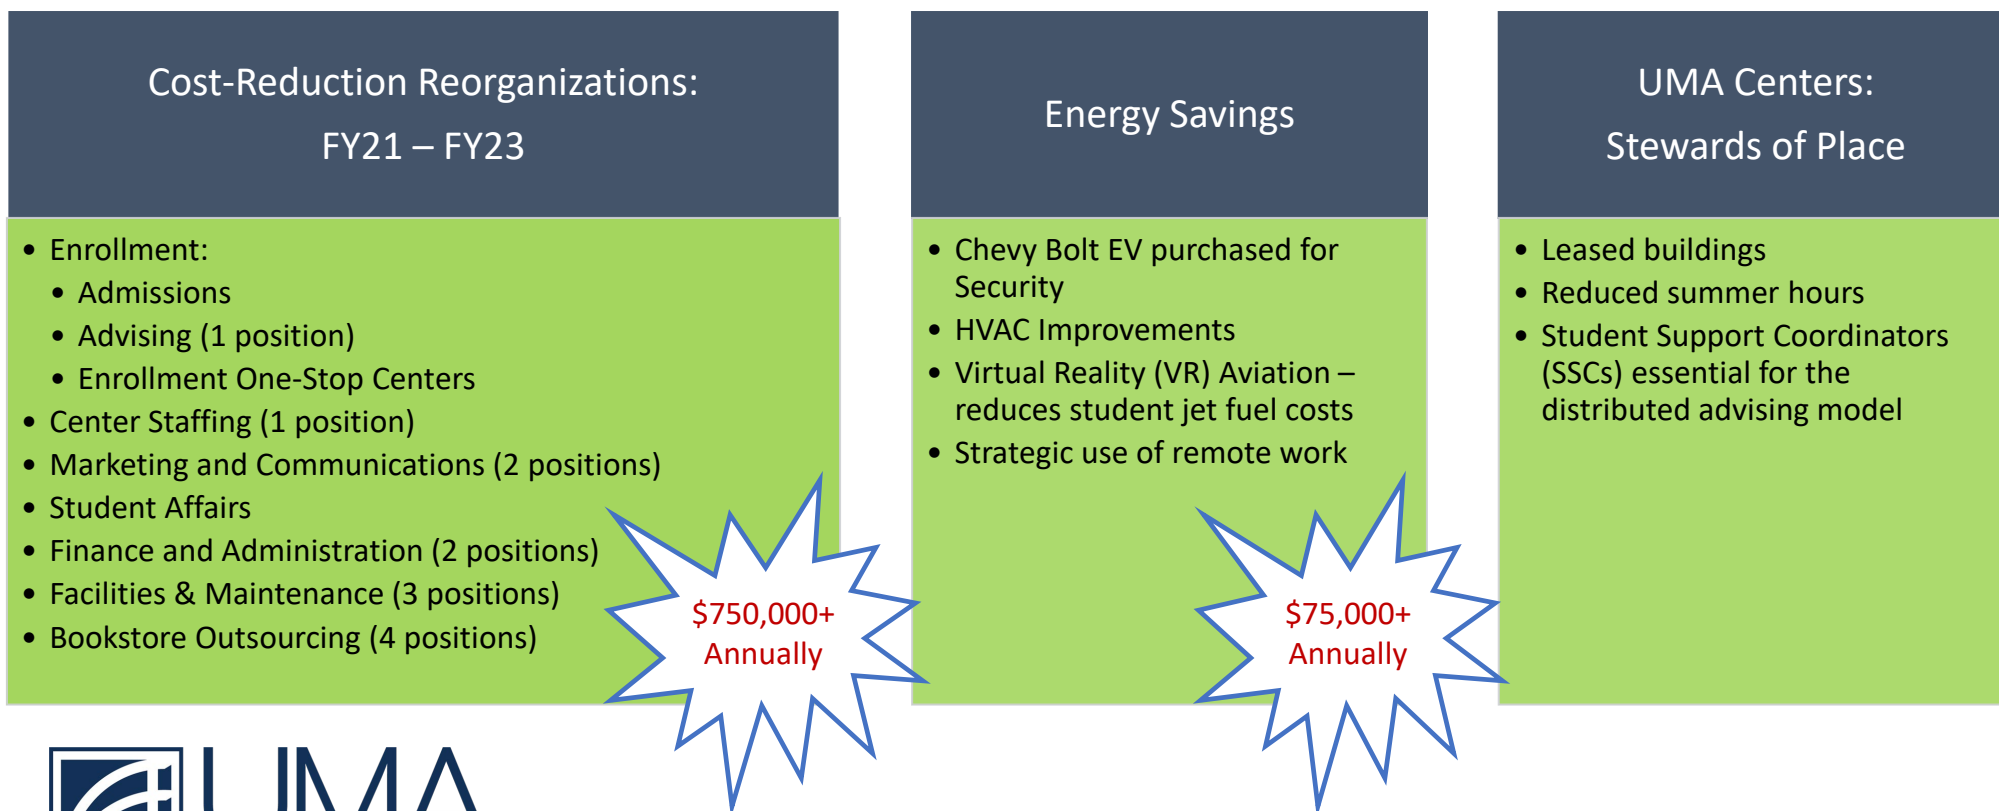 Cost-Reduction Reorganizations:
FY21 – FY23
• Enrollment:
• Admissions
• Advising (1 position)
• Enrollment One-Stop Centers
• Center Staffing (1 position)
• Marketing and Communications (2 positions)
• Student Affairs
• Finance and Administration (2 positions)
• Facilities & Maintenance (3 positions)
• Bookstore Outsourcing (4 positions)
$750,000+
Annually
Energy Savings
• Chevy Bolt EV purchased for
Security
• HVAC Improvements
• Virtual Reality (VR) Aviation –
reduces student jet fuel costs
• Strategic use of remote work
$75,000+
Annually
UMA Centers:
Stewards of Place
• Leased buildings
• Reduced summer hours
• Student Support Coordinators
(SSCs) essential for the
distributed advising model
UMA